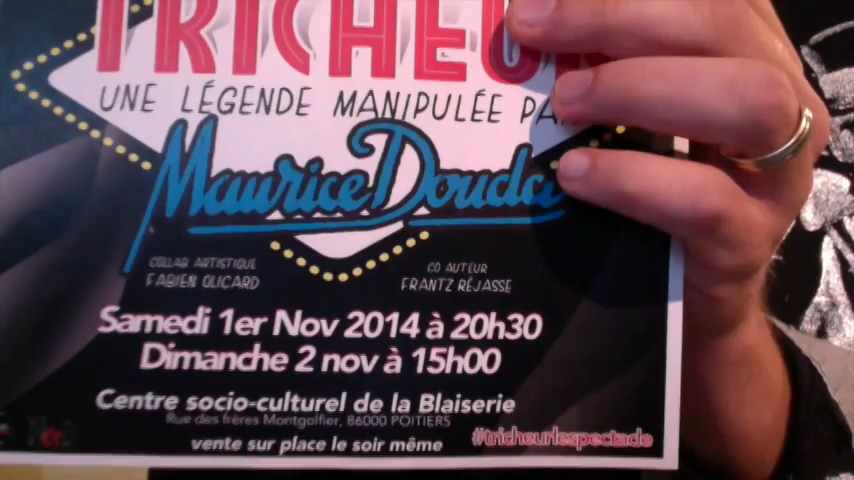 TRICHEUR
UNE LÉGENDE MANIPULÉE PA
Maurice Douda
COLLAB ARTISTIQUE
FABIEN OLICARD
CO AUTEUR
FRANTZ RÉJASSE
Samedi 1er Nov 2014 à 20h30
Dimanche 2 nov à 15h00
Centre socio-culturel de la Blaiserie
Rue des frères Montgolfier, 86000 POITIERS
vente sur place le soir même
#tricheurlespectacle